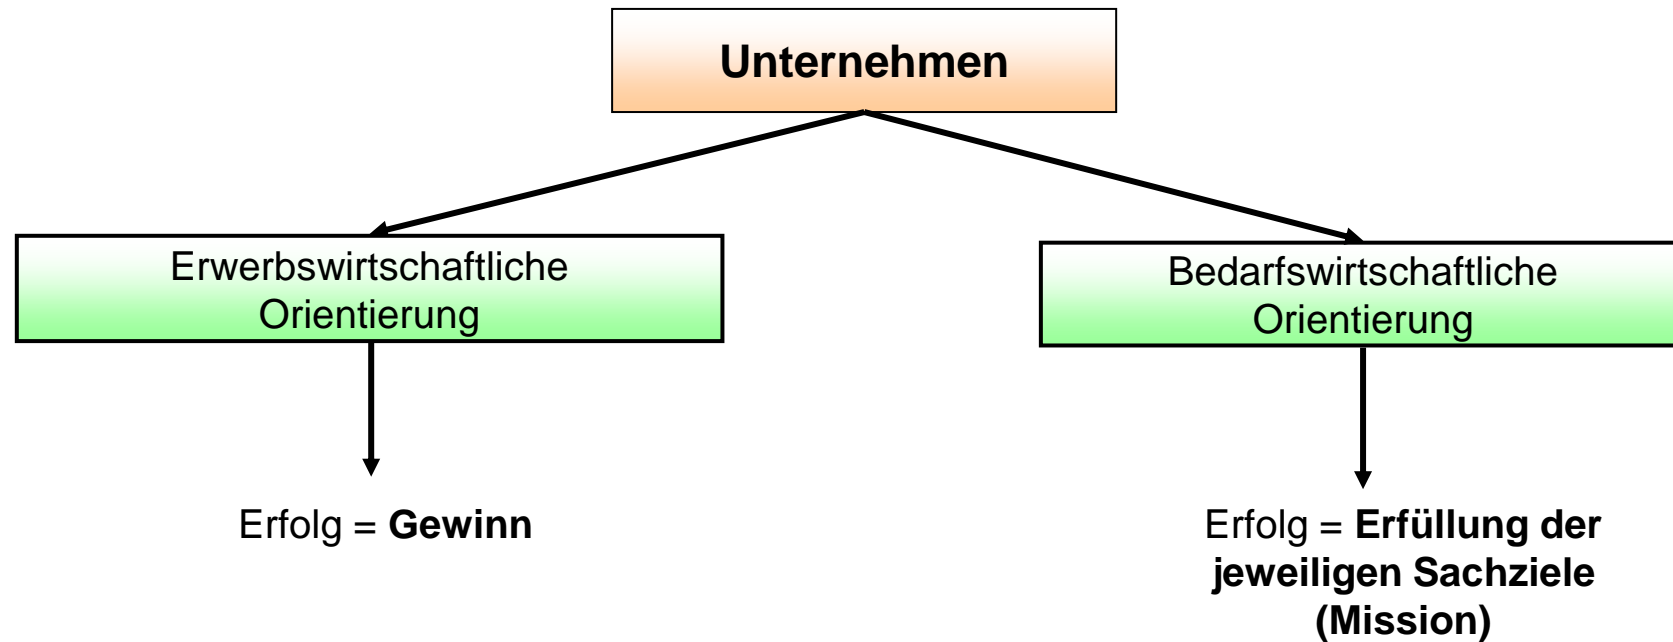 Unternehmen
Erwerbswirtschaftliche
Orientierung
Bedarfswirtschaftliche
Orientierung
Erfolg = Gewinn
Erfolg = Erfüllung der
jeweiligen Sachziele
(Mission)